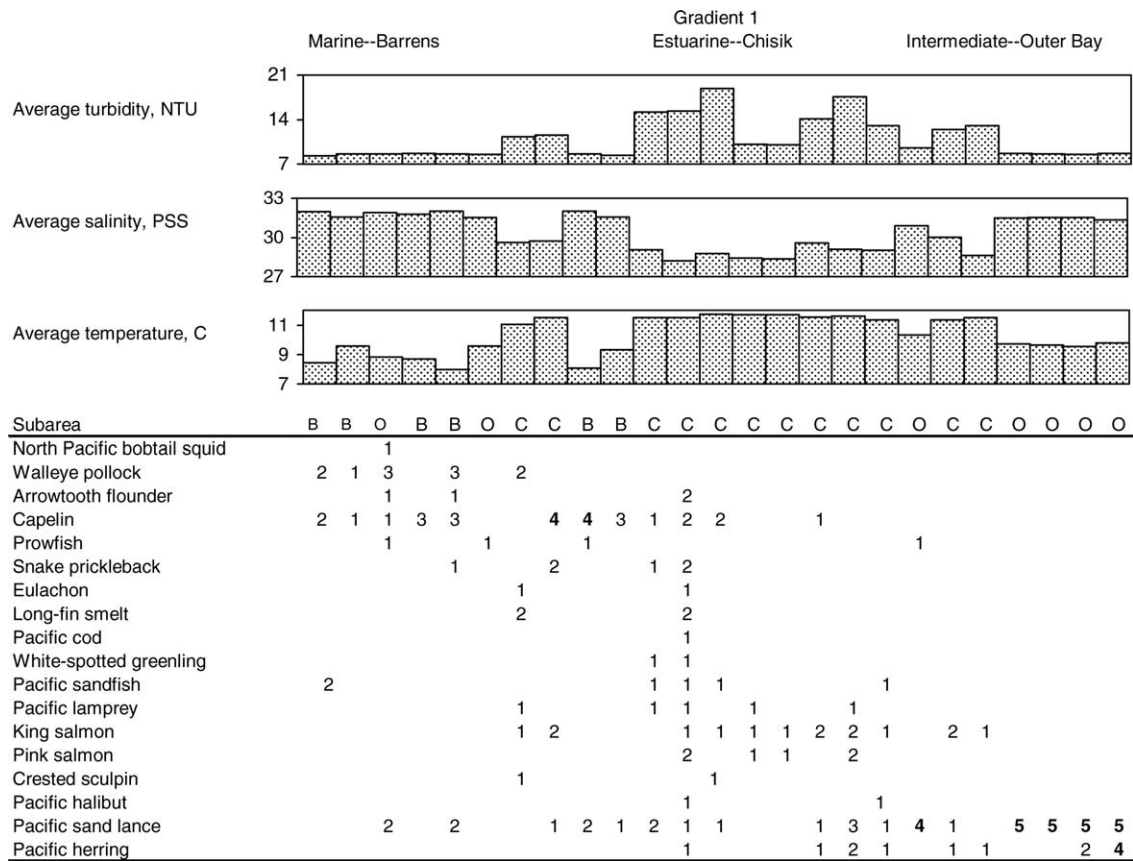 Gradient 1
Marine--Barrens Estuarine--Chisik Intermediate--Outer Bay
21
Average turbidity, NTU
14
7
33
Average salinity, PSS
30
27
Average temperature, C
11
9
7
Subarea B B O B B O C C B B C C C C C C C C O C C O O O O
North Pacific bobtail squid 1
Walleye pollock 2 1 3 3 2
Arrowtooth flounder 1 1 2
Capelin 2 1 1 3 3 4 4 3 1 2 2 1
Prowfish 1 1 1 1
Snake prickleback 1 2 1 2
Eulachon 1 1
Long-fin smelt 2 2
Pacific cod 1
White-spotted greenling 1 1
Pacific sandfish 2 1 1 1 1
Pacific lamprey 1 1 1 1 1
King salmon 1 2 1 1 1 1 2 2 1 2 1
Pink salmon 2 1 1 2
Crested sculpin 1 1
Pacific halibut 1 1
Pacific sand lance 2 2 1 2 1 2 1 1 1 3 1 4 1 5 5 5 5
Pacific herring 1 1 2 1 1 1 2 4